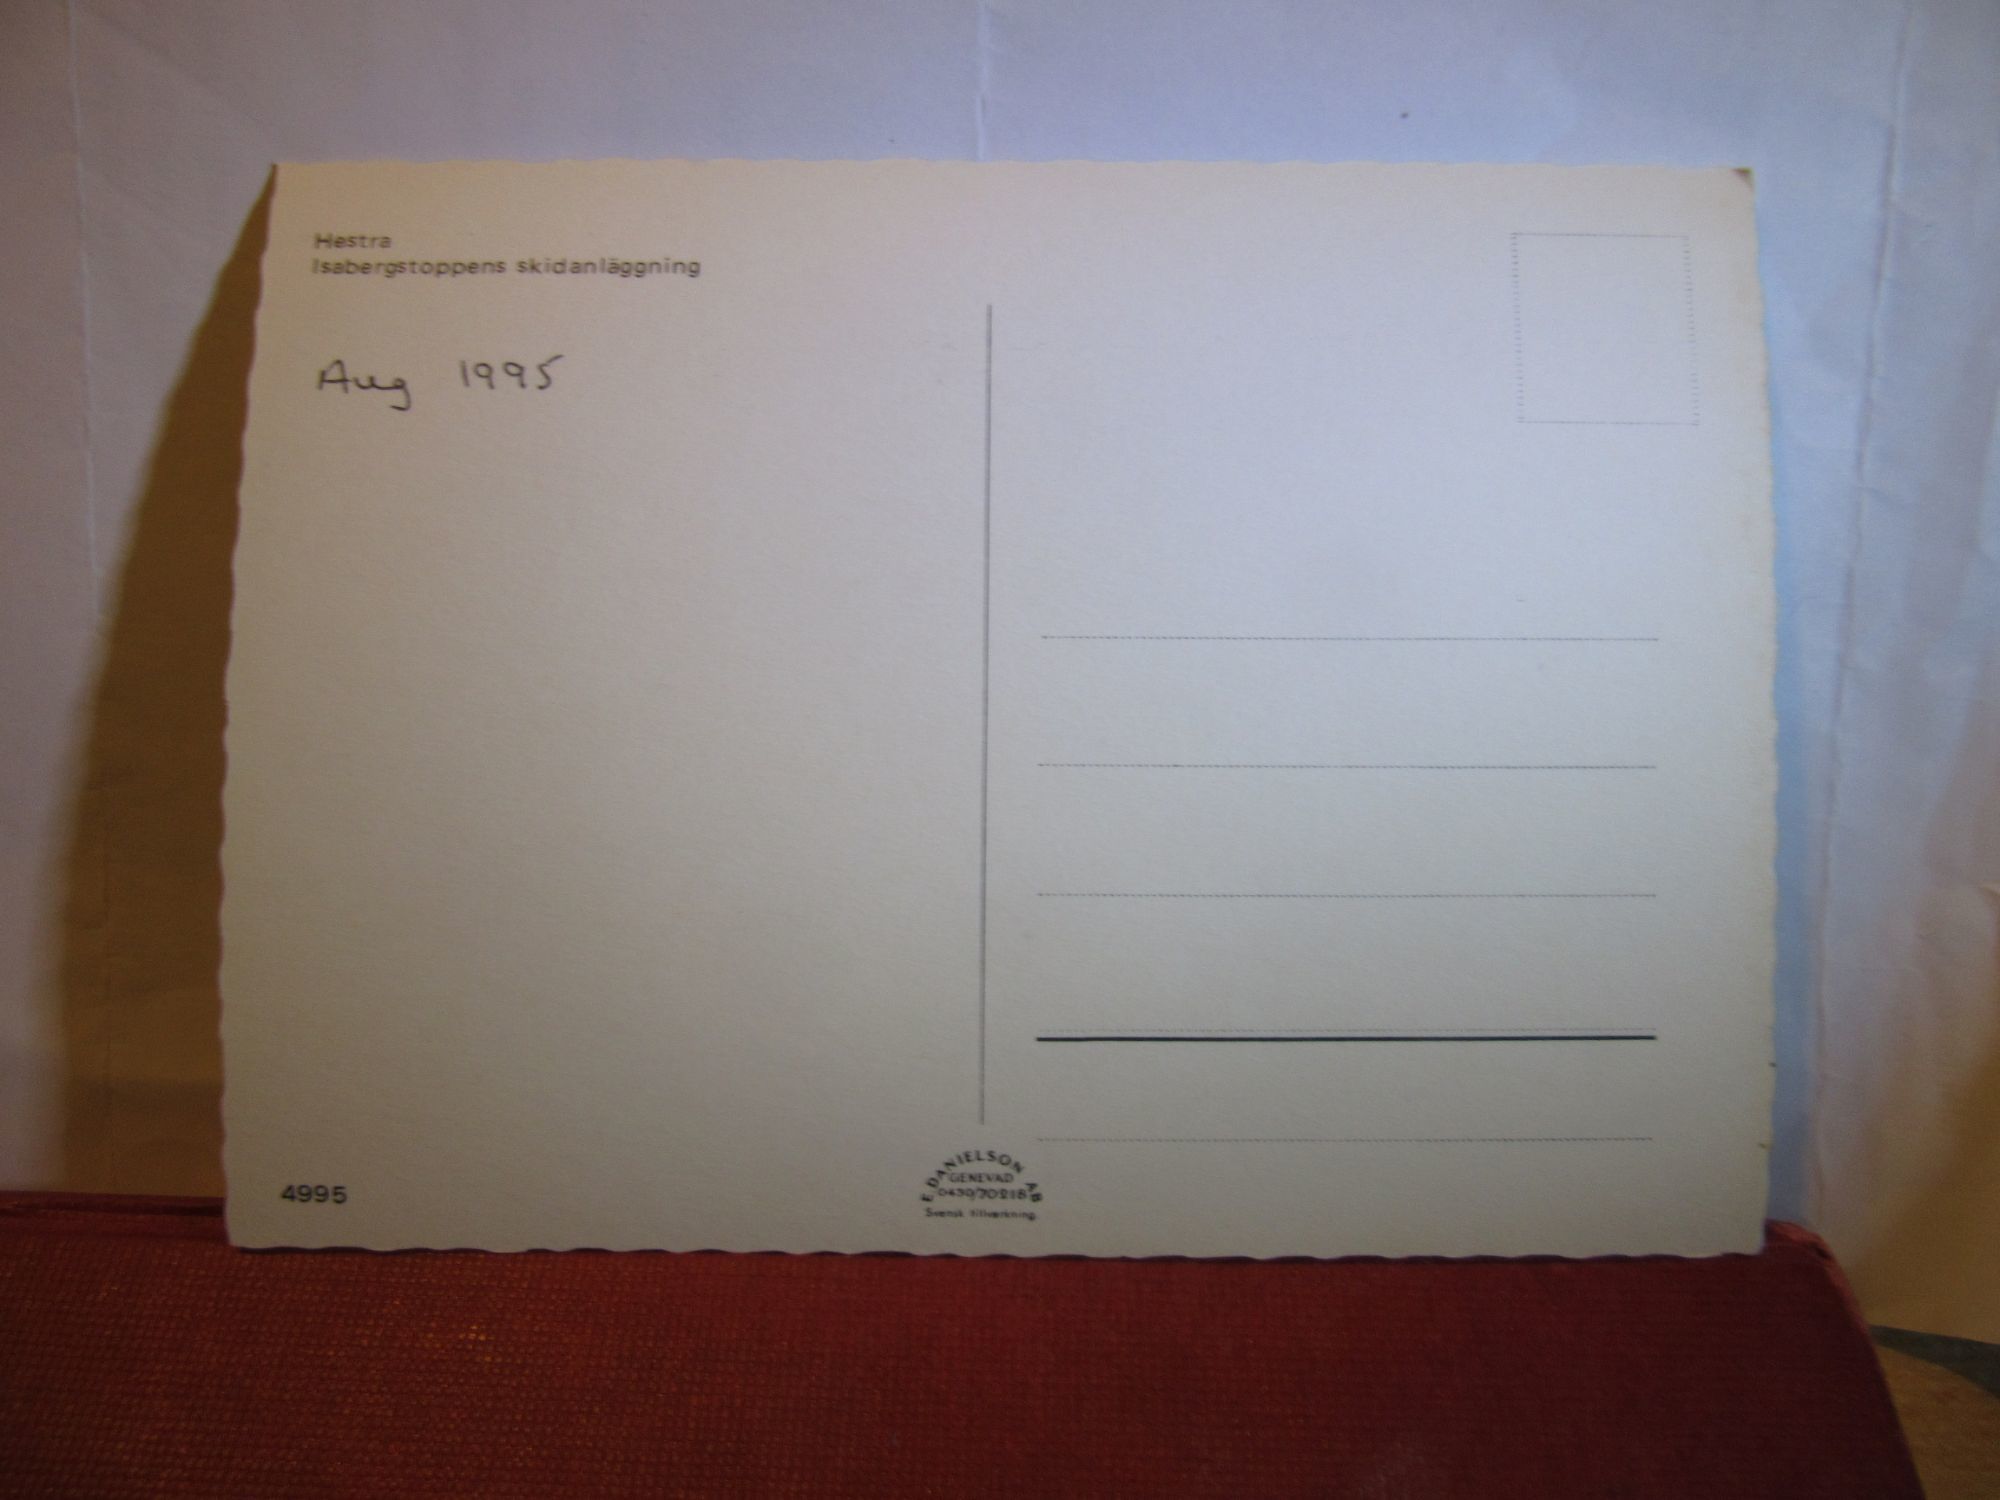 Hestra
Isabergstoppens skidanläggning
Aug 1995
4995
E DANIELSON AB
GENEVAD
0430/70218
Svensk tillverkning.